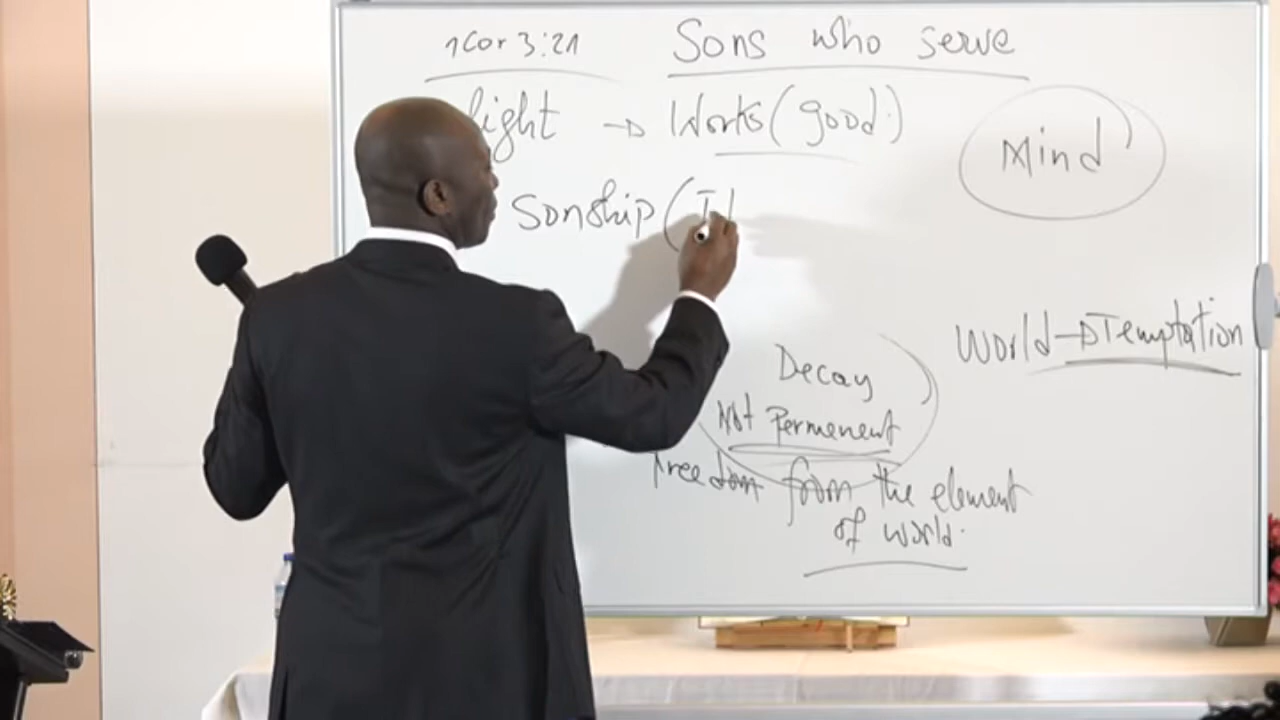 1Cor 3:21 Sons who serve
light → Works (good)
Mind
Sonship (
World → Temptation
Decay
Not Permenent
Freedom from the element
of world.